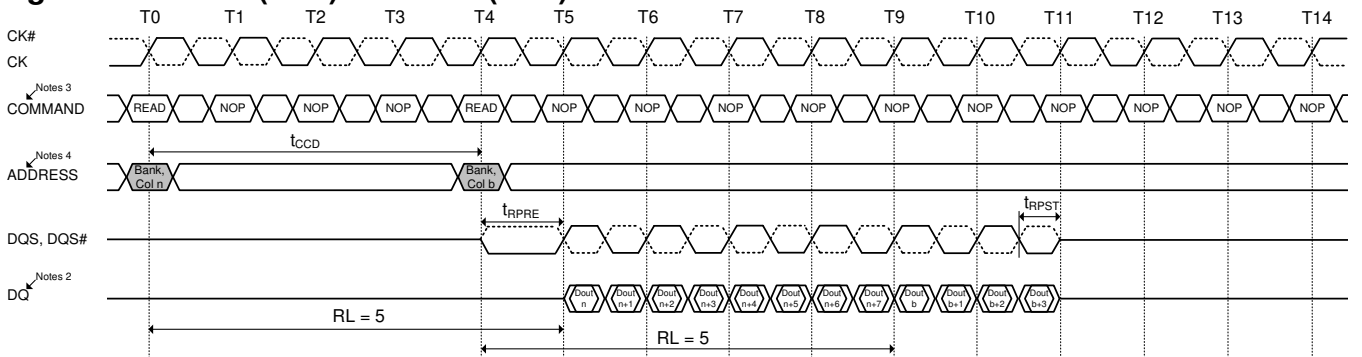 T0 T1 T2 T3 T4 T5 T6 T7 T8 T9 T10 T11 T12 T13 T14
CK#
CK
Notes 3
COMMAND READ NOP NOP NOP READ NOP NOP NOP NOP NOP NOP NOP NOP NOP NOP
tCCD
Notes 4
ADDRESS Bank, Col n Bank, Col b
tRPRE tRPST
DQS, DQS#
Notes 2
DQ Dout n Dout n+1 Dout n+2 Dout n+3 Dout n+4 Dout n+5 Dout n+6 Dout n+7 Dout b Dout b+1 Dout b+2 Dout b+3
RL = 5
RL = 5